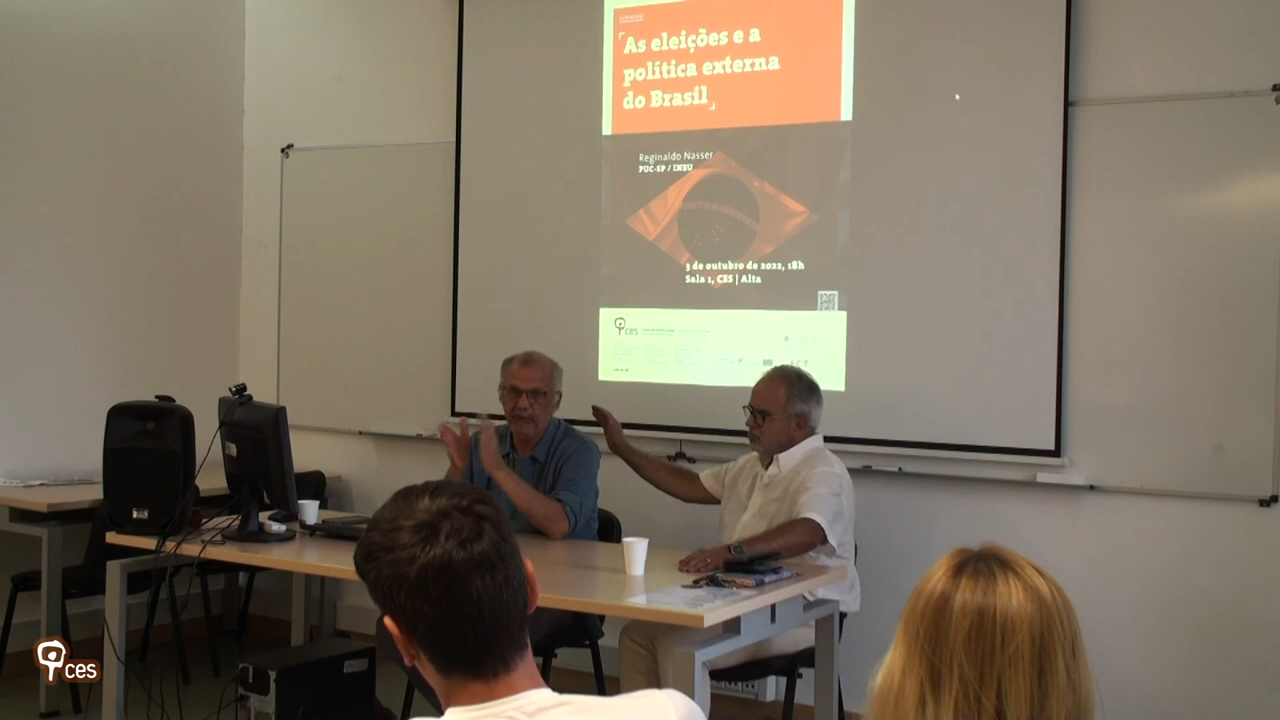 As eleições e a
política externa
do Brasil
Reginaldo Nasser
PUC-SP / INEU
3 de outubro de 2022, 18h
Sala 1, CES | Alta
ces
ces